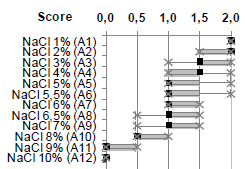 Score
0,0 0,5 1,0 1,5 2,0
NaCl 1% (A1)
NaCl 2% (A2)
NaCl 3% (A3)
NaCl 4% (A4)
NaCl 5% (A5)
NaCl 5,5% (A6)
NaCl 6% (A7)
NaCl 6,5% (A8)
NaCl 7% (A9)
NaCl 8% (A10)
NaCl 9% (A11)
NaCl 10% (A12)